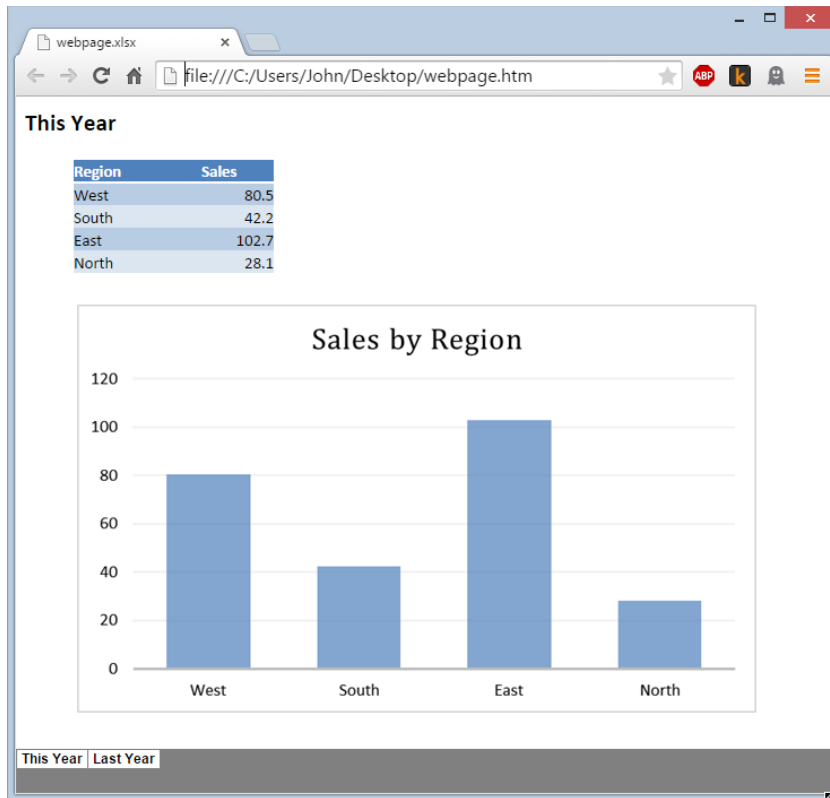 webpage.xlsx
file:///C:/Users/John/Desktop/webpage.htm
ABP
k
This Year
Region Sales
West 80.5
South 42.2
East 102.7
North 28.1
Sales by Region
120
100
80
60
40
20
0
West South East North
This Year Last Year